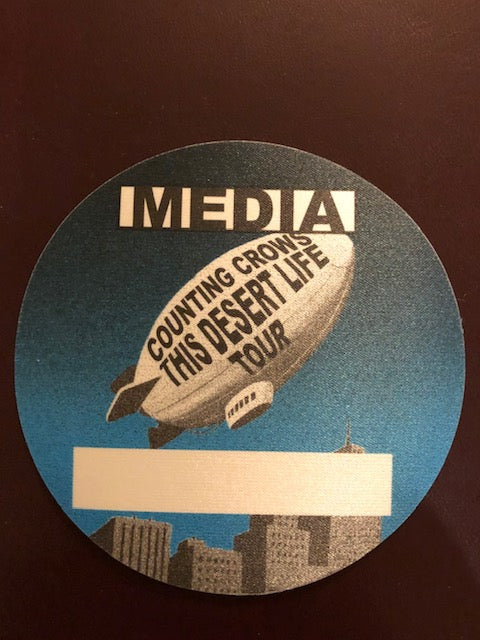 MEDIA
COUNTING CROWS
THIS DESERT LIFE
TOUR